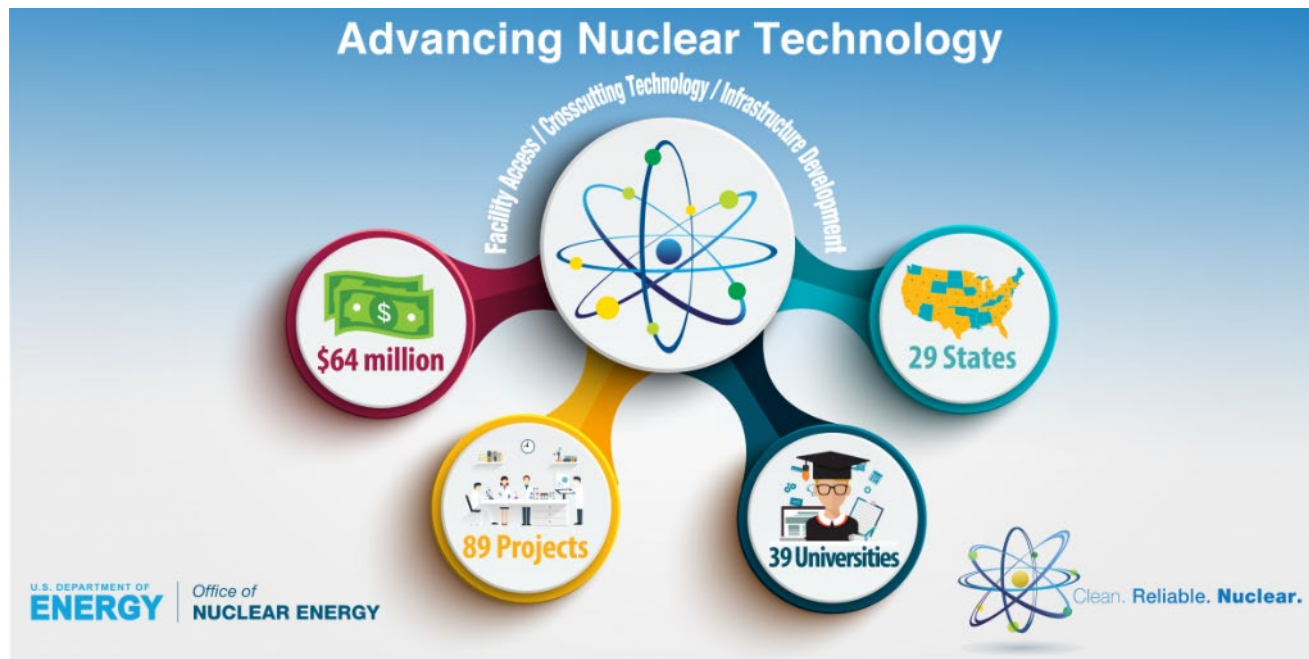 Advancing Nuclear Technology
Facility Access / Crosscutting Technology / Infrastructure Development
$
$64 million
29 States
89 Projects
39 Universities
U.S. DEPARTMENT OF
ENERGY
Office of
NUCLEAR ENERGY
Clean. Reliable. Nuclear.